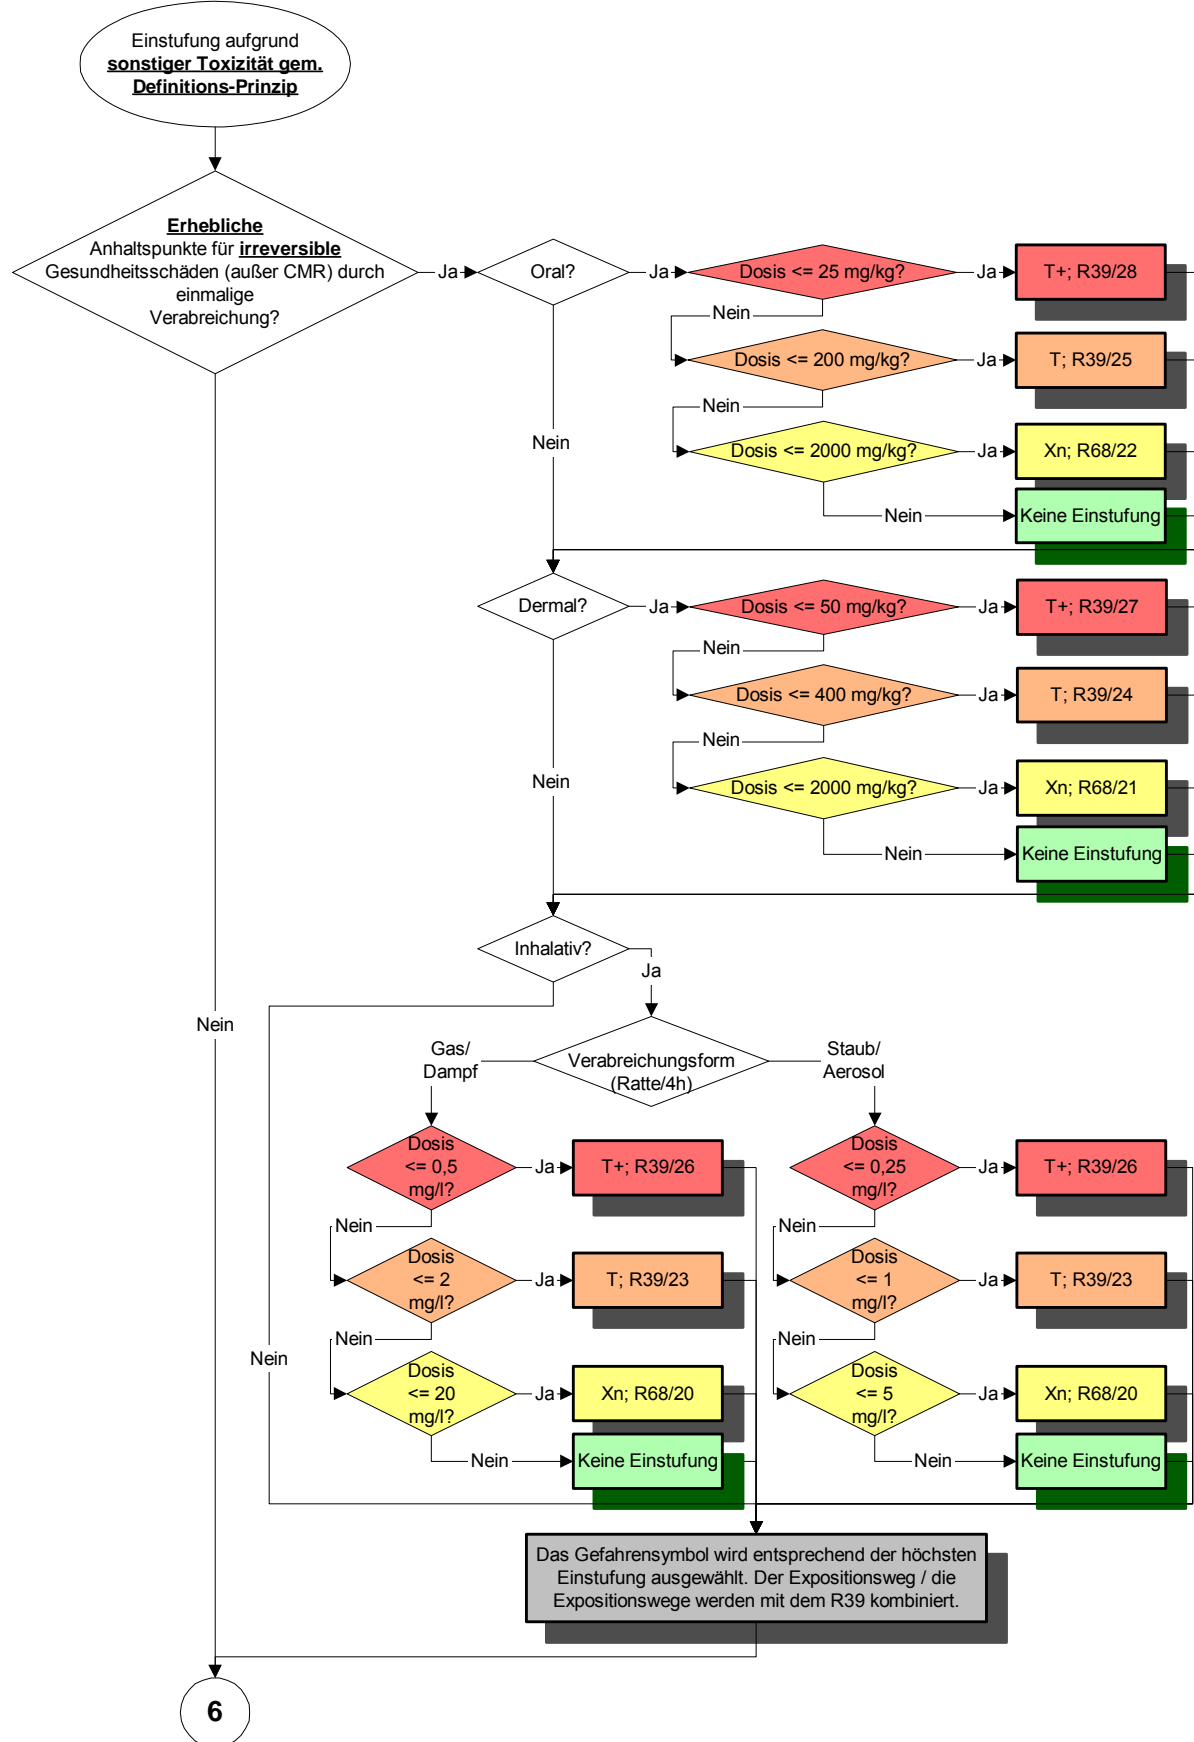 Einstufung aufgrund
sonstiger Toxizität gem.
Definitions-Prinzip
Erhebliche
Anhaltspunkte für irreversible
Gesundheitsschäden (außer CMR) durch
einmalige
Verabreichung?
Ja
Oral?
Ja
Dosis <= 25 mg/kg?
Ja
T+; R39/28
Nein
Dosis <= 200 mg/kg?
Ja
T; R39/25
Nein
Dosis <= 2000 mg/kg?
Ja
Xn; R68/22
Nein
Nein
Keine Einstufung
Dermal?
Ja
Dosis <= 50 mg/kg?
Ja
T+; R39/27
Nein
Dosis <= 400 mg/kg?
Ja
T; R39/24
Nein
Dosis <= 2000 mg/kg?
Ja
Xn; R68/21
Nein
Nein
Keine Einstufung
Inhalativ?
Ja
Nein
Verabreichungsform
(Ratte/4h)
Gas/
Dampf
Staub/
Aerosol
Dosis
<= 0,5
mg/l?
Ja
T+; R39/26
Nein
Dosis
<= 2
mg/l?
Ja
T; R39/23
Nein
Dosis
<= 20
mg/l?
Ja
Xn; R68/20
Nein
Keine Einstufung
Dosis
<= 0,25
mg/l?
Ja
T+; R39/26
Nein
Dosis
<= 1
mg/l?
Ja
T; R39/23
Nein
Dosis
<= 5
mg/l?
Ja
Xn; R68/20
Nein
Keine Einstufung
Nein
Das Gefahrensymbol wird entsprechend der höchsten
Einstufung ausgewählt. Der Expositionsweg / die
Expositionswege werden mit dem R39 kombiniert.
6